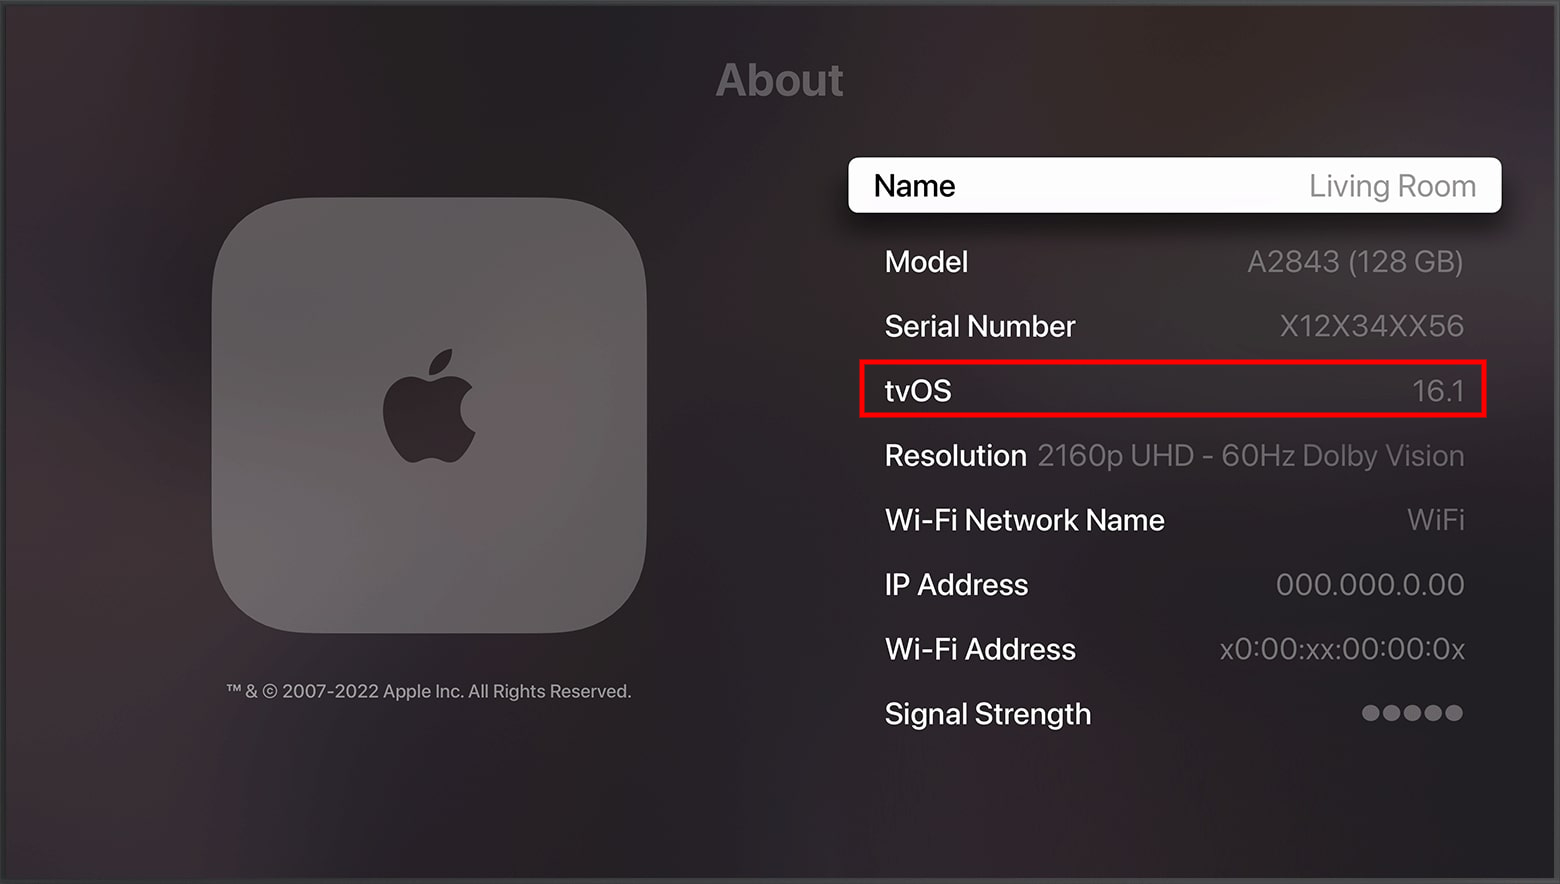 About
Name Living Room
Model A2843 (128 GB)
Serial Number X12X34XX56
tvOS 16.1
Resolution 2160p UHD - 60Hz Dolby Vision
Wi-Fi Network Name WiFi
IP Address 000.000.0.00
Wi-Fi Address x0:00:xx:00:00:0x
Signal Strength
™ & © 2007-2022 Apple Inc. All Rights Reserved.